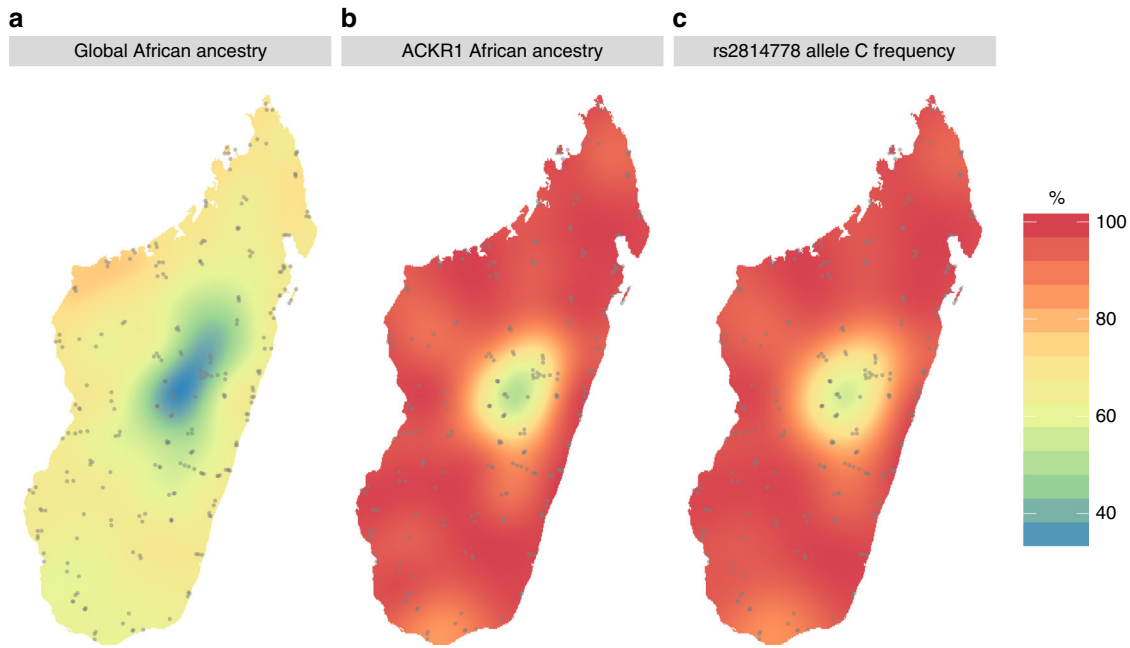 a
Global African ancestry
b
ACKR1 African ancestry
c
rs2814778 allele C frequency
%
100
80
60
40